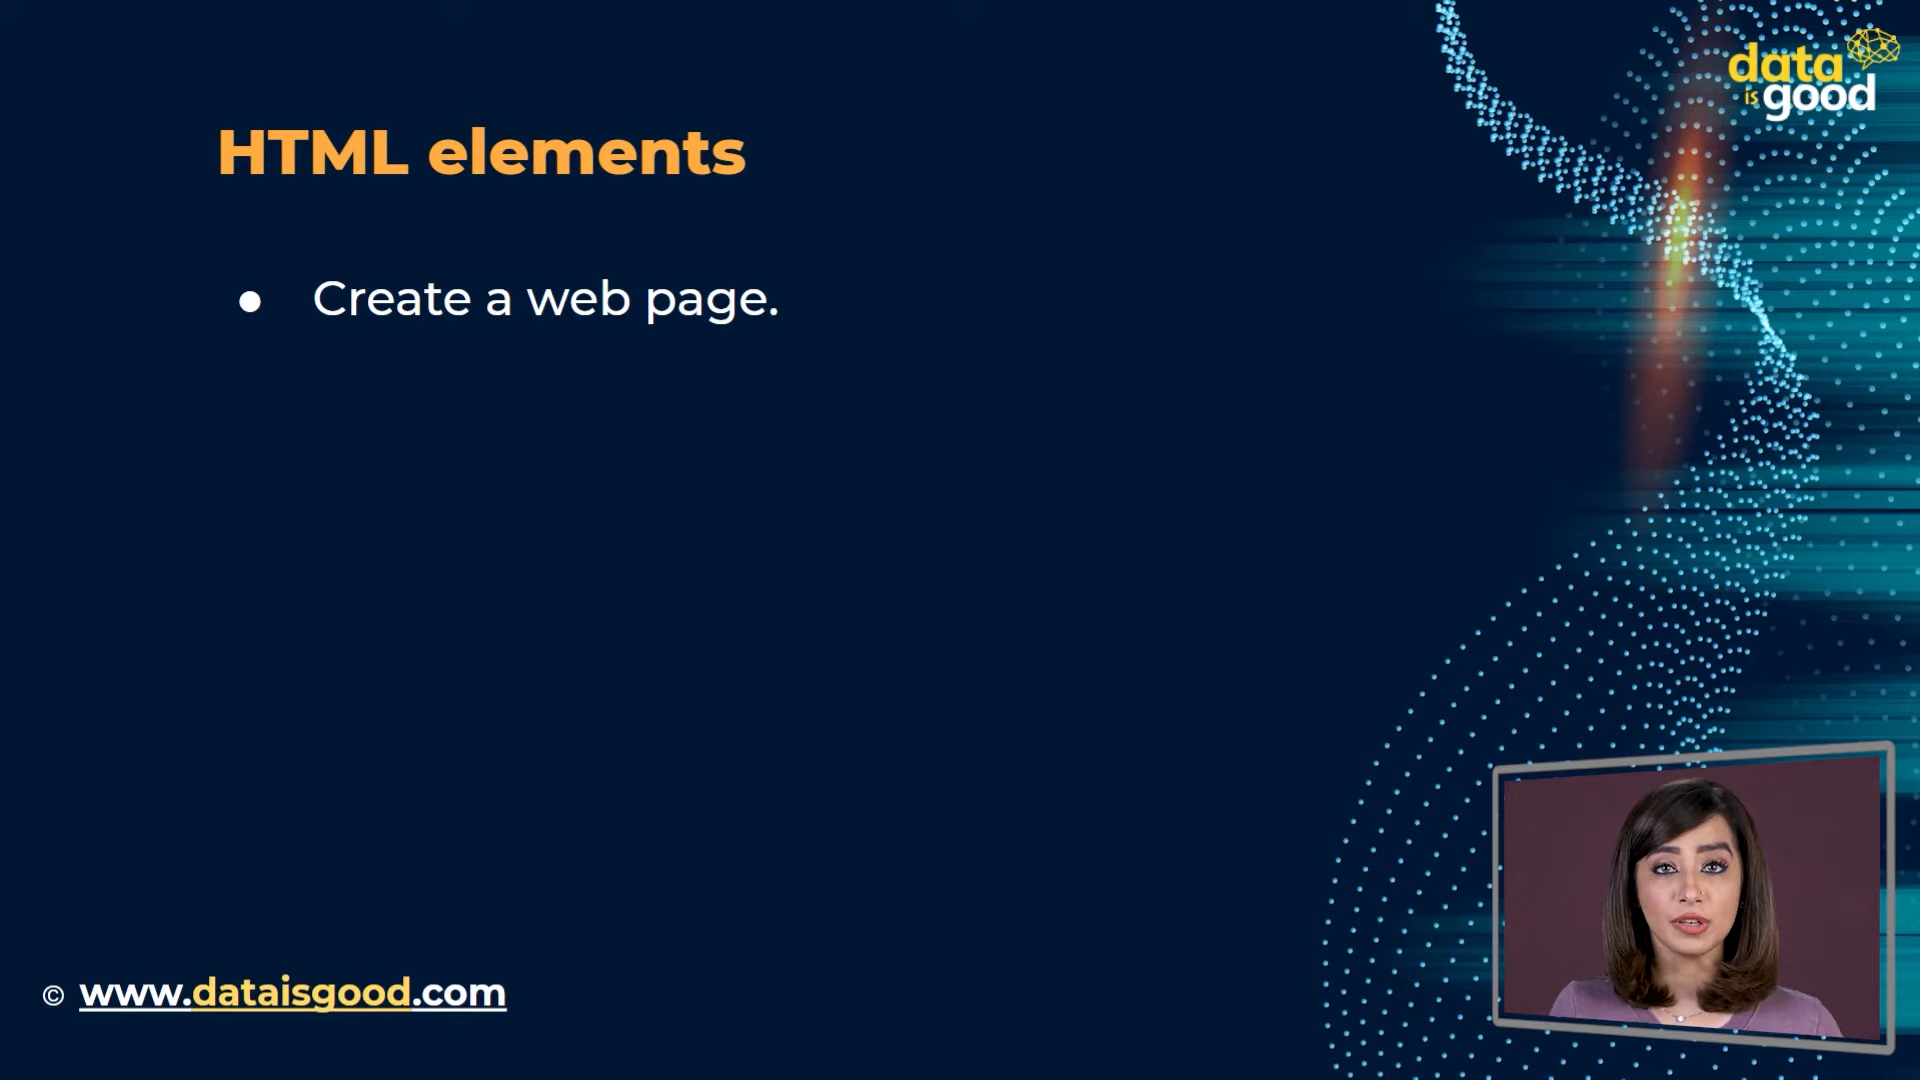 data
is good
HTML elements
● Create a web page.
© www.dataisgood.com